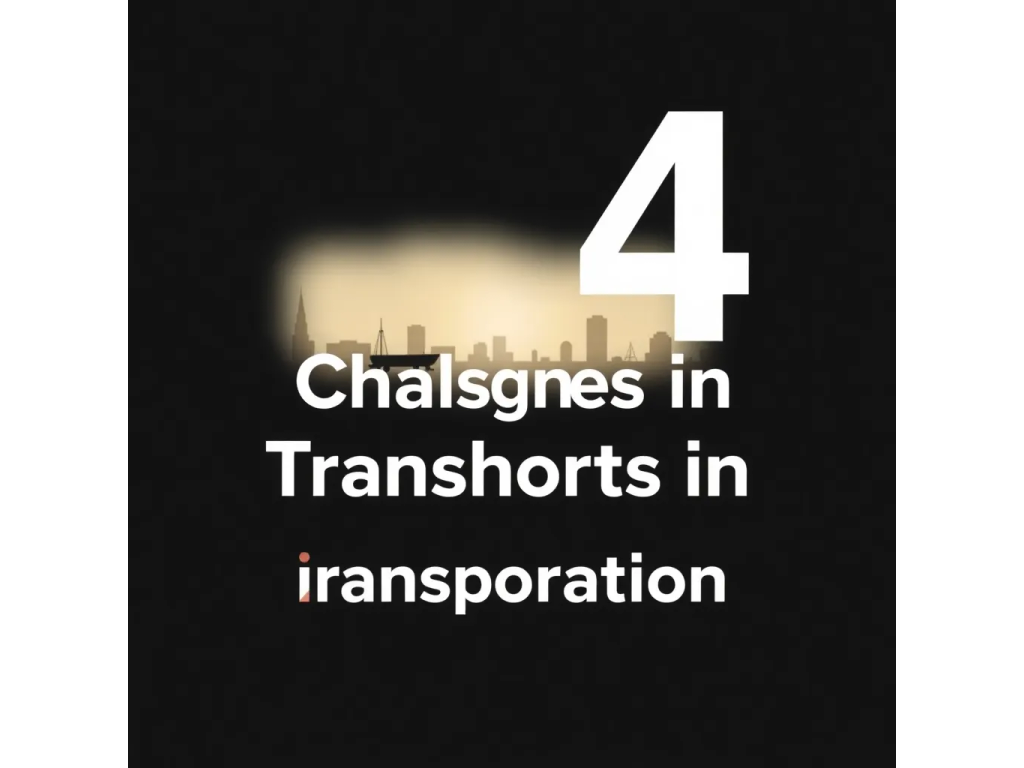 4
Chalsgnes in
Transhorts in
iransporation